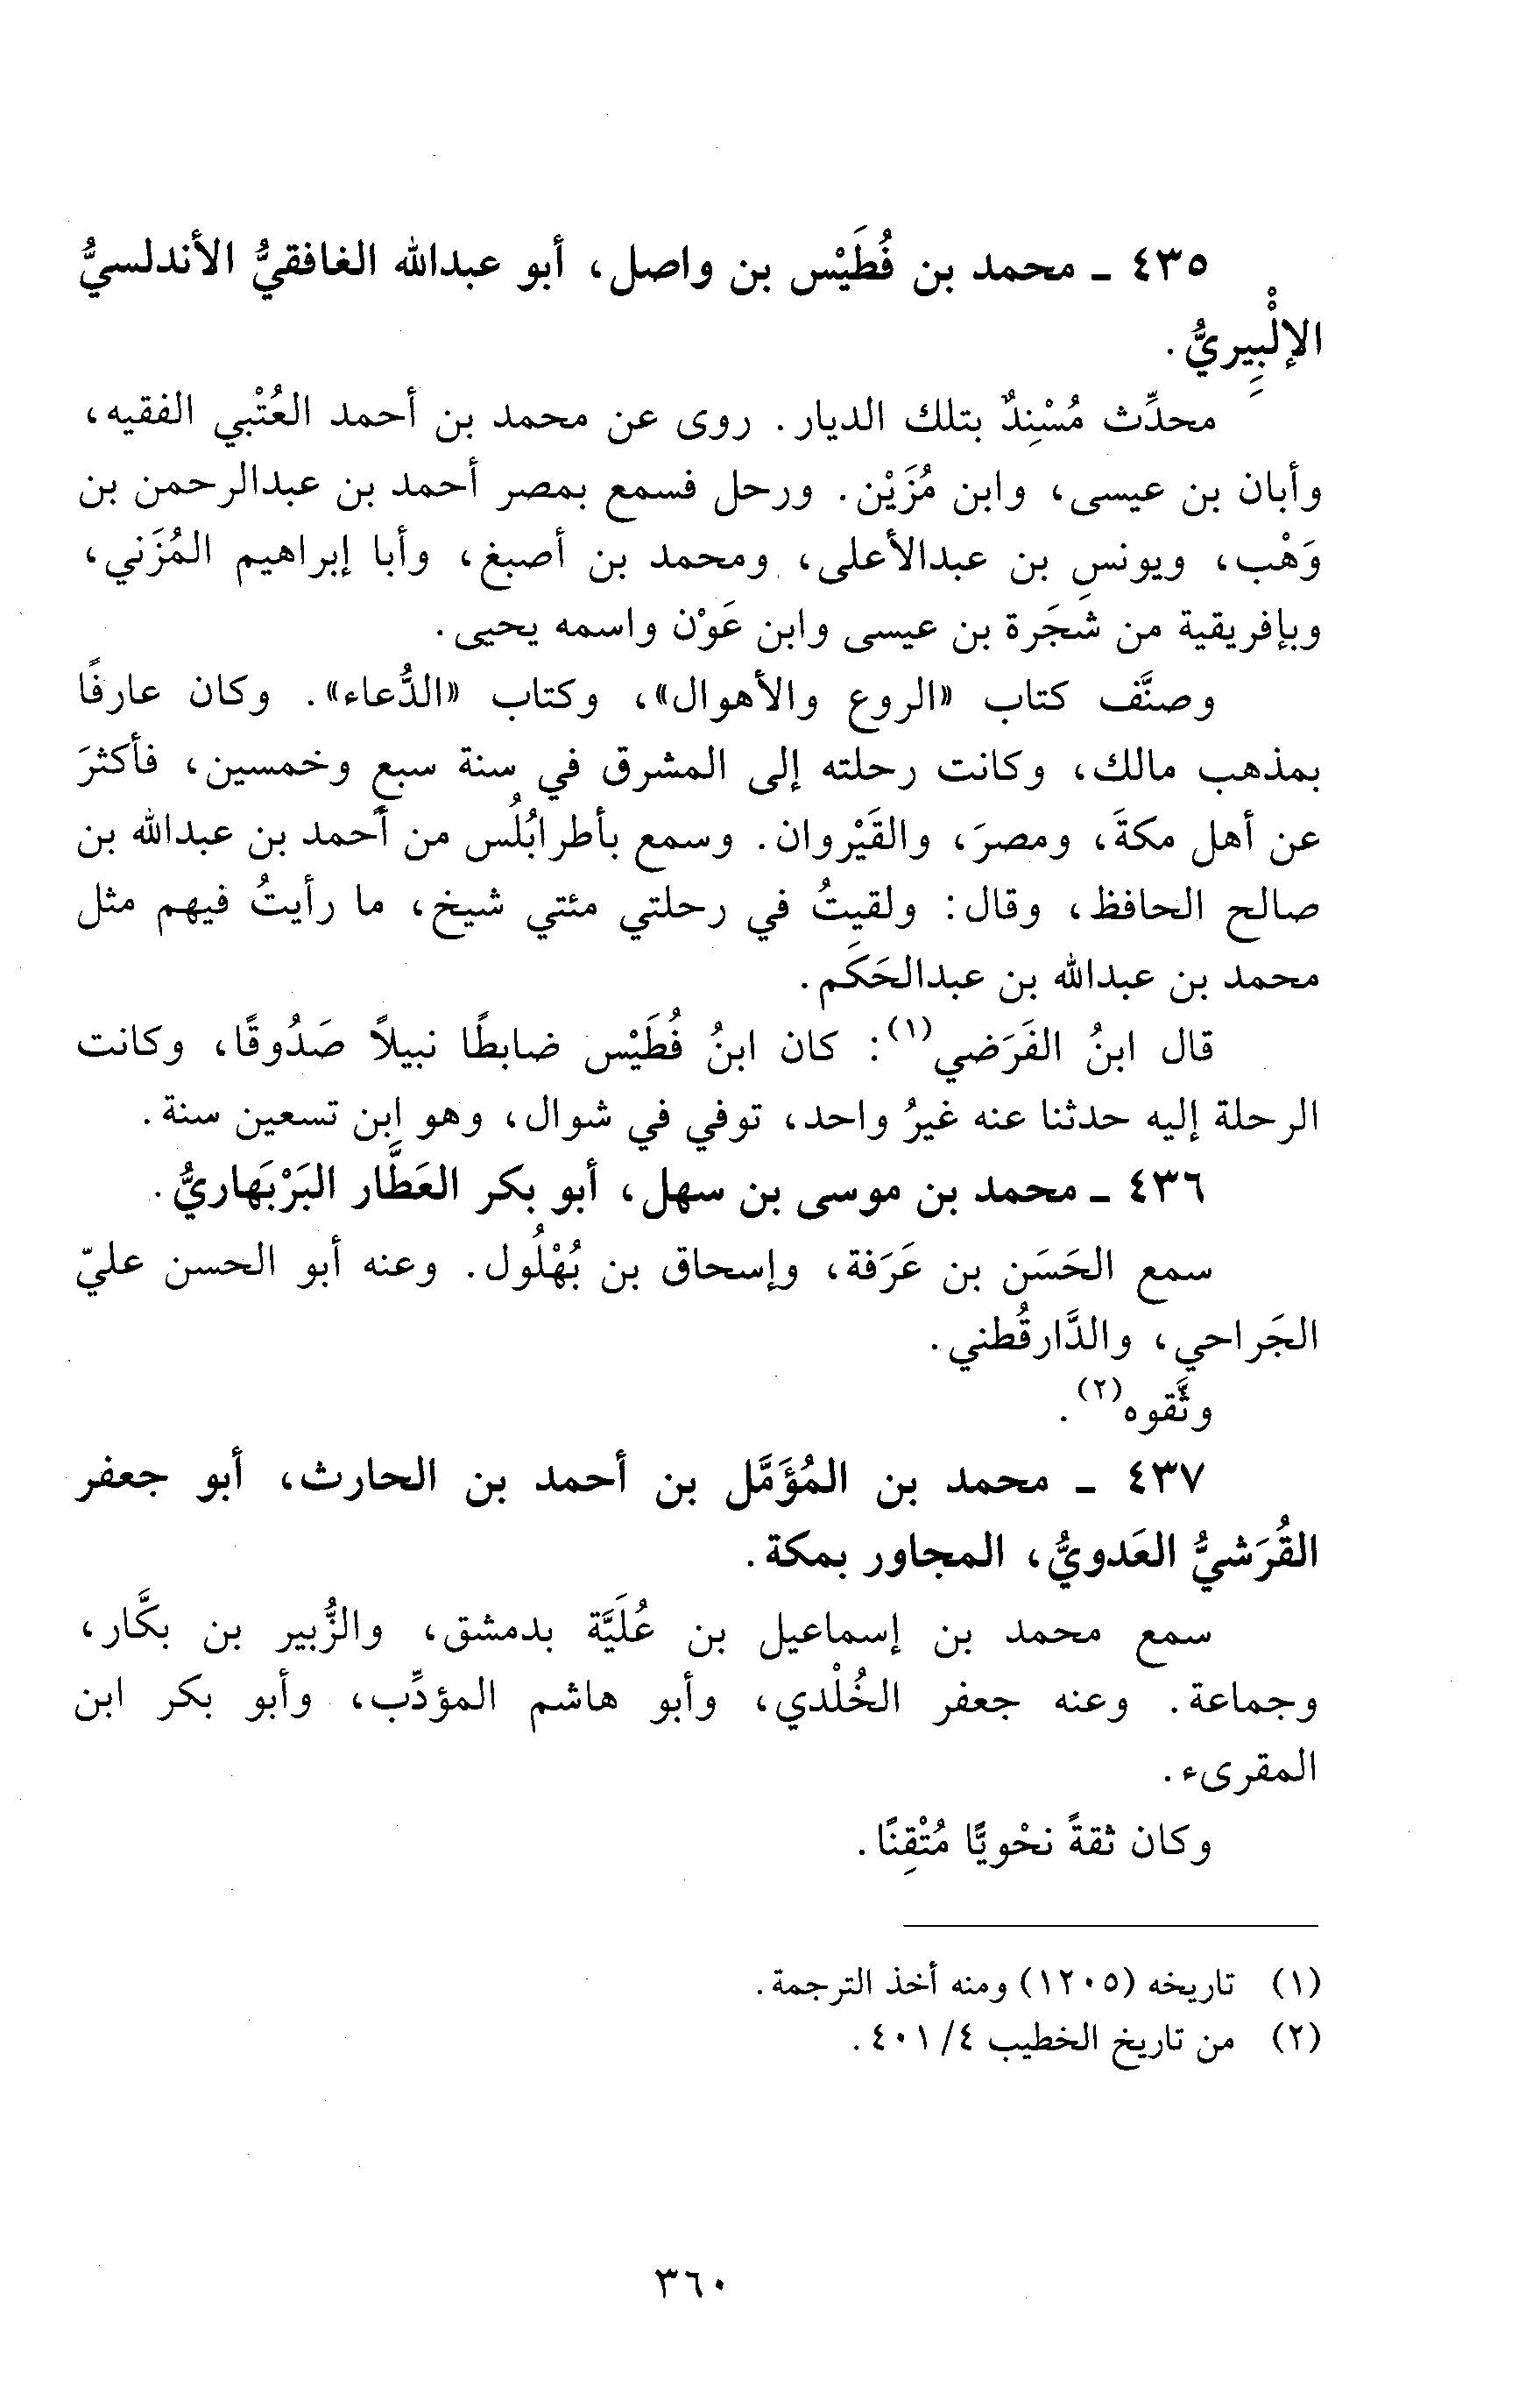 ٤٣٥ - محمد بن فُطَيْس بن واصل، أبو عبدالله الغافقيُّ الأندلسيُّ
الإلْبِيريُّ.
محدِّث مُسْنِدٌ بتلك الديار. روى عن محمد بن أحمد العُتْبي الفقيه،
وأبان بن عيسى، وابن مُزَيْن. ورحل فسمع بمصر أحمد بن عبدالرحمن بن
وَهْب، ويونس بن عبدالأعلى، ومحمد بن أصبغ، وأبا إبراهيم المُزَني،
وبإفريقية من شَجَرة بن عيسى وابن عَوْن واسمه يحيى.
وصنَّف كتاب «الروع والأهوال»، وكتاب «الدُّعاء». وكان عارفًا
بمذهب مالك، وكانت رحلته إلى المشرق في سنة سبع وخمسين، فأكثرَ
عن أهل مكةَ، ومصرَ، والقَيْروان. وسمع بأطرابُلُس من أحمد بن عبدالله بن
صالح الحافظ، وقال: ولقيتُ في رحلتي مئتي شيخ، ما رأيتُ فيهم مثل
محمد بن عبدالله بن عبدالحَكَم.
قال ابنُ الفَرَضي(١): كان ابنُ فُطَيْس ضابطًا نبيلاً صَدُوقًا، وكانت
الرحلة إليه حدثنا عنه غيرُ واحد، توفي في شوال، وهو ابن تسعين سنة.
٤٣٦ - محمد بن موسى بن سهل، أبو بكر العَطَّار البَرْبَهاريُّ.
سمع الحَسَن بن عَرَفة، وإسحاق بن بُهْلُول. وعنه أبو الحسن عليّ
الجَراحي، والدَّارقُطني.
وثَّقوه(٢).
٤٣٧ - محمد بن المُؤَمَّل بن أحمد بن الحارث، أبو جعفر
القُرَشيُّ العَدويُّ، المجاور بمكة.
سمع محمد بن إسماعيل بن عُلَيَّة بدمشق، والزُّبير بن بكَّار،
وجماعة. وعنه جعفر الخُلْدي، وأبو هاشم المؤدِّب، وأبو بكر ابن
المقرىء.
وكان ثقةً نحْويًّا مُتْقِنًا.
(١) تاريخه (١٢٠٥) ومنه أخذ الترجمة.
(٢) من تاريخ الخطيب ٤/ ٤٠١.
٣٦٠